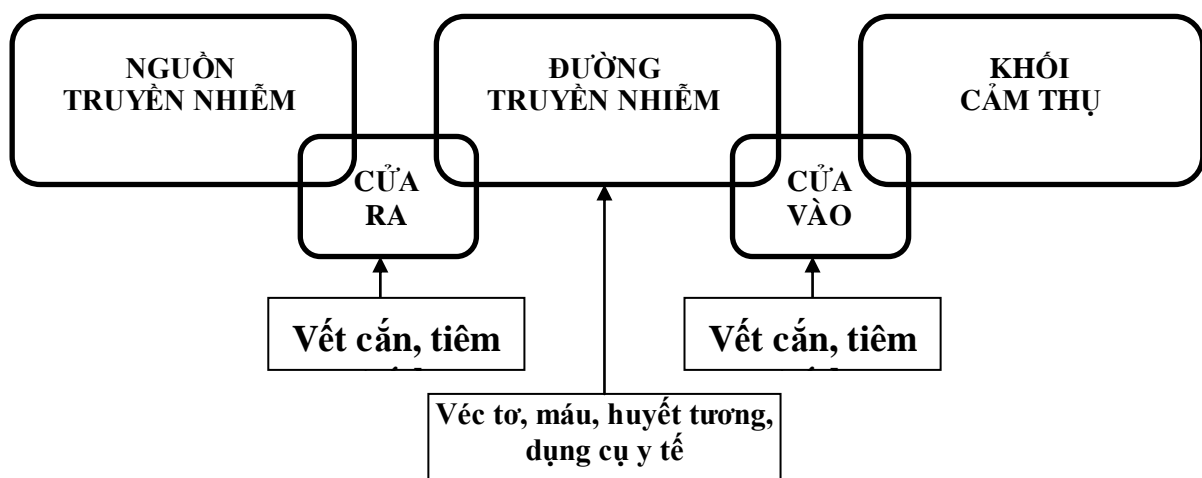 NGUỒN
TRUYỀN NHIỄM
ĐƯỜNG
TRUYỀN NHIỄM
KHỐI
CẢM THỤ
CỬA
RA
CỬA
VÀO
Vết cắn, tiêm
Vết cắn, tiêm
Véc tơ, máu, huyết tương,
dụng cụ y tế